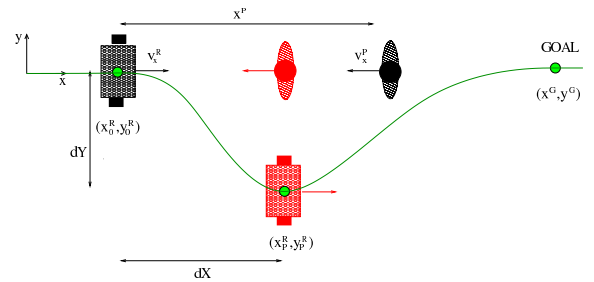 x^P
y
v_x^R
v_x^P
GOAL
x
(x_0^R,y_0^R)
(x^G,y^G)
dY
(x_P^R,y_P^R)
dX